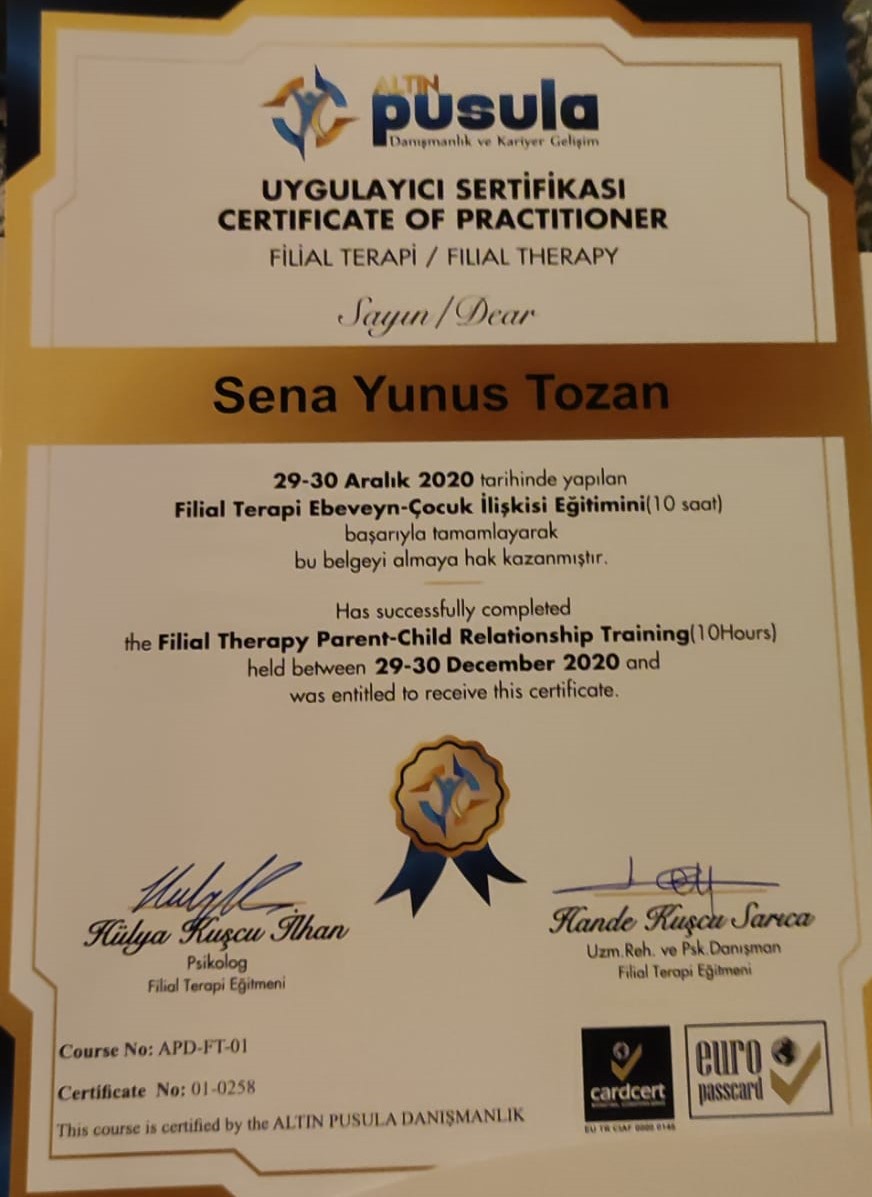 ALTIN
pusula
Danışmanlık ve Kariyer Gelişim
UYGULAYICI SERTİFİKASI
CERTIFICATE OF PRACTITIONER
FİLİAL TERAPİ / FILIAL THERAPY
Sayın/Dear
Sena Yunus Tozan
29-30 Aralık 2020 tarihinde yapılan
Filial Terapi Ebeveyn-Çocuk İlişkisi Eğitimini(10 saat)
başarıyla tamamlayarak
bu belgeyi almaya hak kazanmıştır.
Has successfully completed
the Filial Therapy Parent-Child Relationship Training(10Hours)
held between 29-30 December 2020 and
was entitled to receive this certificate.
Hülya Kuşcu İlhan
Psikolog
Filial Terapi Eğitmeni
Hande Kuşcu Sarıca
Uzm.Reh. ve Psk.Danışman
Filial Terapi Eğitmeni
Course No: APD-FT-01
Certificate No: 01-0258
This course is certified by the ALTIN PUSULA DANIŞMANLIK
cardcert
euro
passcard